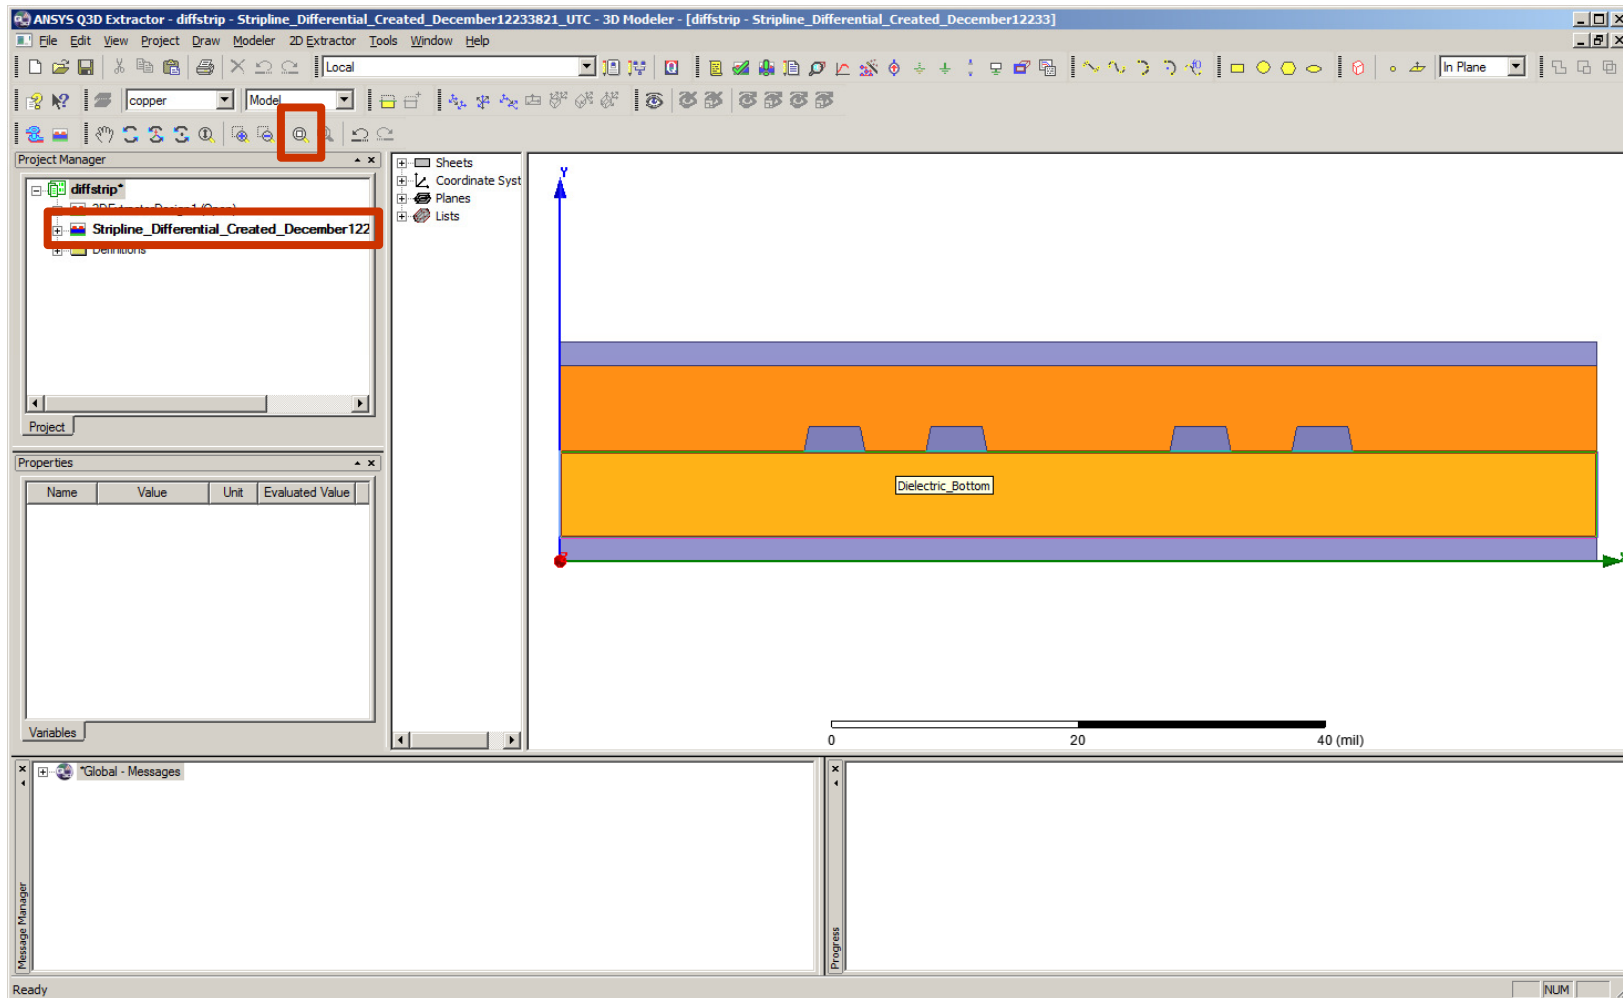 ANSYS Q3D Extractor - diffstrip - Stripline_Differential_Created_December12233821_UTC - 3D Modeler - [diffstrip - Stripline_Differential_Created_December12233]
File Edit View Project Draw Modeler 2D Extractor Tools Window Help
Local
In Plane
copper
Model
Project Manager
diffstrip*
2DExtractorDesign1 (Open)
Stripline_Differential_Created_December122
Definitions
Project
Sheets
Coordinate Syst
Planes
Lists
Properties
Name Value Unit Evaluated Value
Variables
Y
Dielectric_Bottom
Z
0 20 40 (mil)
*Global - Messages
Message Manager
Progress
Ready
NUM